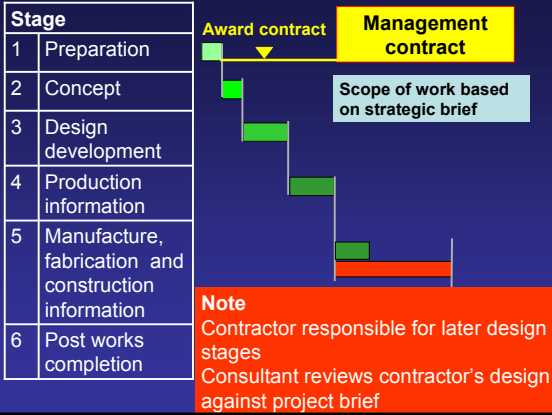 Stage
1 Preparation
2 Concept
3 Design
development
4 Production
information
5 Manufacture,
fabrication and
construction
information
6 Post works
completion
Award contract
Management
contract
Scope of work based
on strategic brief
Note
Contractor responsible for later design
stages
Consultant reviews contractor's design
against project brief